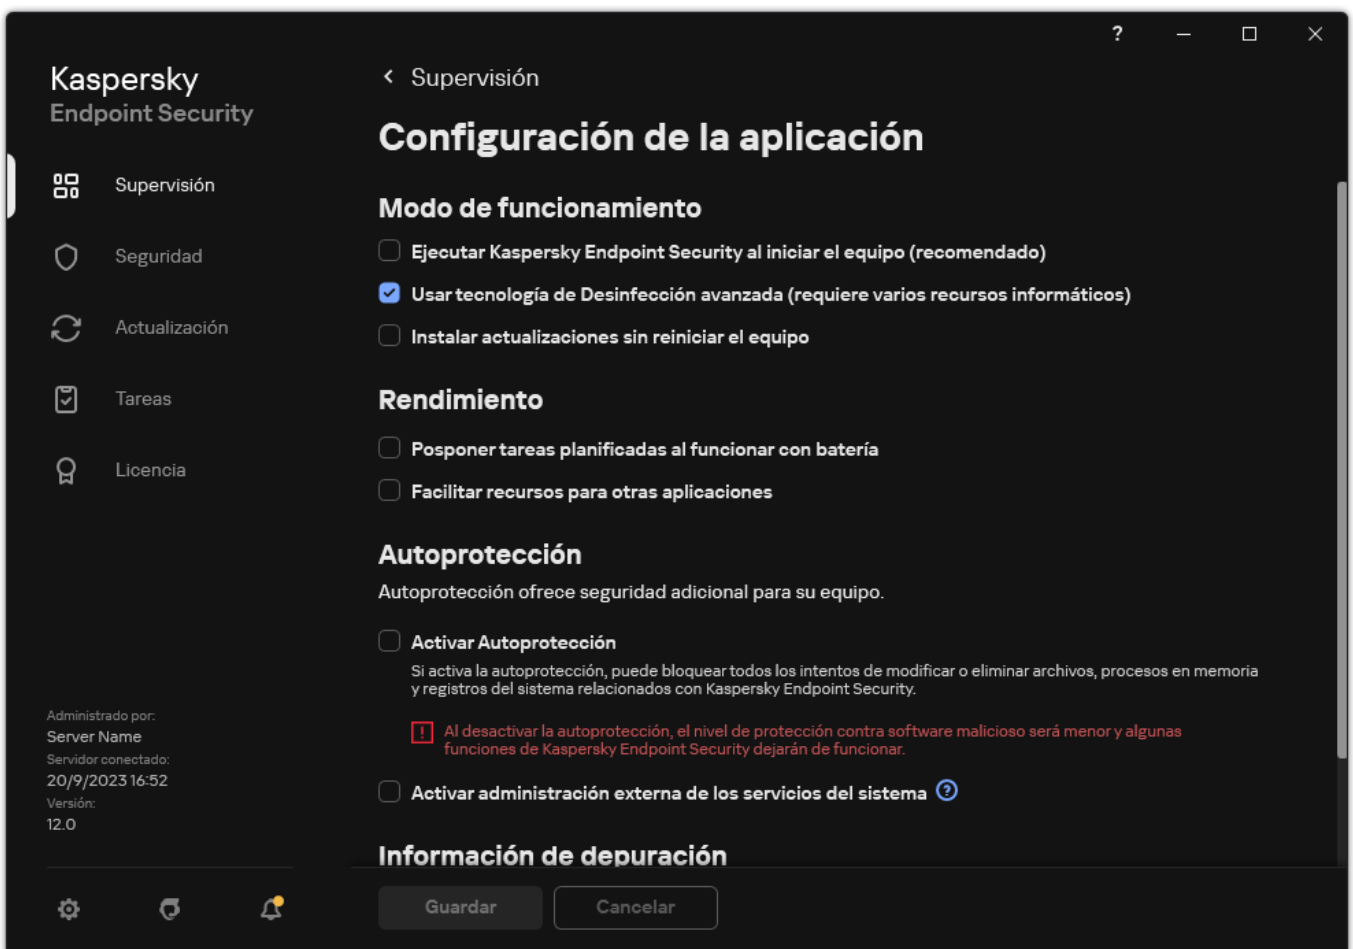 Kaspersky
Endpoint Security
Supervisión
Seguridad
Actualización
Tareas
Licencia
Administrado por:
Server Name
Servidor conectado:
20/9/2023 16:52
Versión:
12.0
?
Supervisión
Configuración de la aplicación
Modo de funcionamiento
Ejecutar Kaspersky Endpoint Security al iniciar el equipo (recomendado)
Usar tecnología de Desinfección avanzada (requiere varios recursos informáticos)
Instalar actualizaciones sin reiniciar el equipo
Rendimiento
Posponer tareas planificadas al funcionar con batería
Facilitar recursos para otras aplicaciones
Autoprotección
Autoprotección ofrece seguridad adicional para su equipo.
Activar Autoprotección
Si activa la autoprotección, puede bloquear todos los intentos de modificar o eliminar archivos, procesos en memoria
y registros del sistema relacionados con Kaspersky Endpoint Security.
Al desactivar la autoprotección, el nivel de protección contra software malicioso será menor y algunas
funciones de Kaspersky Endpoint Security dejarán de funcionar.
Activar administración externa de los servicios del sistema ?
Información de depuración
Guardar
Cancelar